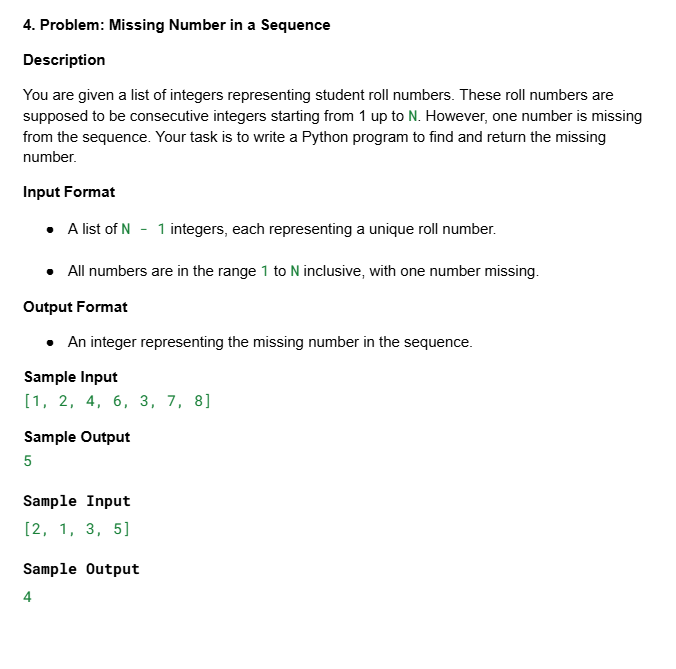 4. Problem: Missing Number in a Sequence
Description
You are given a list of integers representing student roll numbers. These roll numbers are
supposed to be consecutive integers starting from 1 up to N. However, one number is missing
from the sequence. Your task is to write a Python program to find and return the missing
number.
Input Format
● A list of N - 1 integers, each representing a unique roll number.
● All numbers are in the range 1 to N inclusive, with one number missing.
Output Format
● An integer representing the missing number in the sequence.
Sample Input
[1, 2, 4, 6, 3, 7, 8]
Sample Output
5
Sample Input
[2, 1, 3, 5]
Sample Output
4